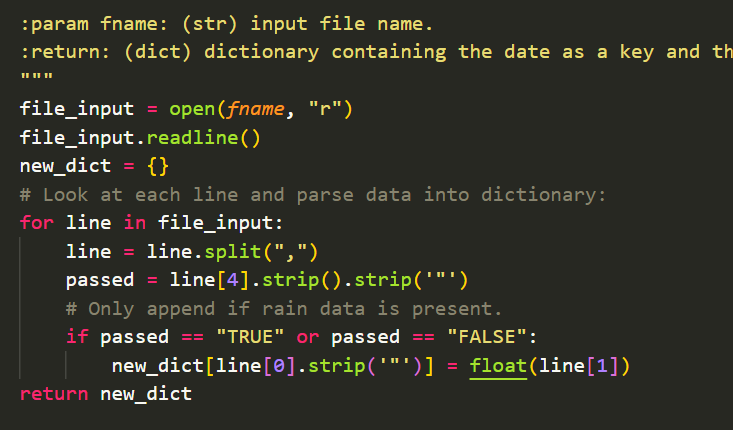 :param fname: (str) input file name.
:return: (dict) dictionary containing the date as a key and th
"""
file_input = open(fname, "r")
file_input.readline()
new_dict = {}
# Look at each line and parse data into dictionary:
for line in file_input:
    line = line.split(",")
    passed = line[4].strip().strip('"')
    # Only append if rain data is present.
    if passed == "TRUE" or passed == "FALSE":
        new_dict[line[0].strip('"')] = float(line[1])
return new_dict